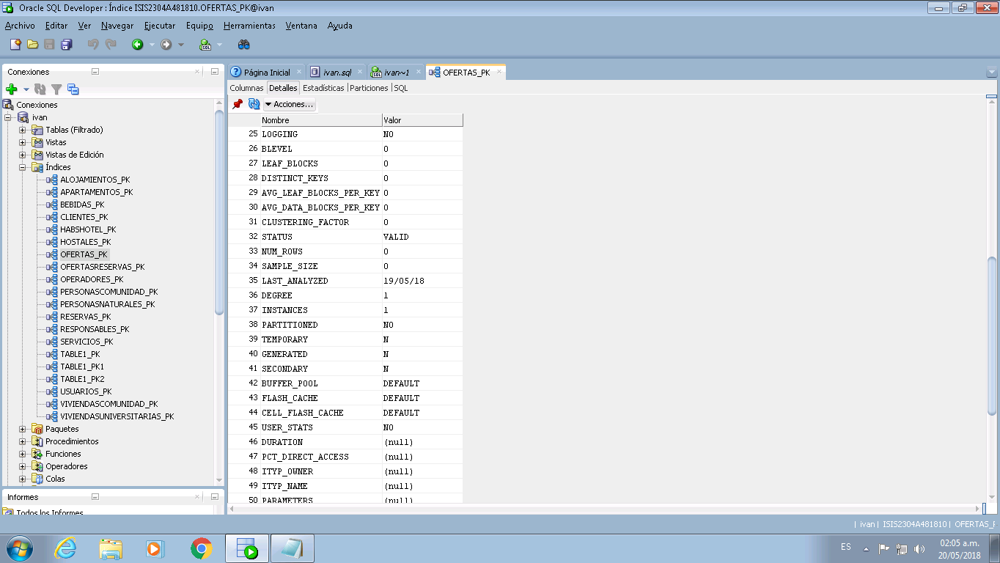 Oracle SQL Developer : Índice ISIS2304A481810.OFERTAS_PK@ivan
Archivo Editar Ver Navegar Ejecutar Equipo Herramientas Ventana Ayuda
Conexiones
Página Inicial ivan.sql ivan~1 OFERTAS_PK
Columnas Detalles Estadísticas Particiones SQL
Acciones...
Conexiones
ivan
Tablas (Filtrado)
Vistas
Vistas de Edición
Índices
ALOJAMIENTOS_PK
APARTAMENTOS_PK
BEBIDAS_PK
CLIENTES_PK
HABSHOTEL_PK
HOSTALES_PK
OFERTAS_PK
OFERTASRESERVAS_PK
OPERADORES_PK
PERSONASCOMUNIDAD_PK
PERSONASNATURALES_PK
RESERVAS_PK
RESPONSABLES_PK
SERVICIOS_PK
TABLE1_PK
TABLE1_PK1
TABLE1_PK2
USUARIOS_PK
VIVIENDASCOMUNIDAD_PK
VIVIENDASUNIVERSITARIAS_PK
Paquetes
Procedimientos
Funciones
Operadores
Colas
Informes
Todos los Informes
Nombre Valor
25 LOGGING NO
26 BLEVEL 0
27 LEAF_BLOCKS 0
28 DISTINCT_KEYS 0
29 AVG_LEAF_BLOCKS_PER_KEY 0
30 AVG_DATA_BLOCKS_PER_KEY 0
31 CLUSTERING_FACTOR 0
32 STATUS VALID
33 NUM_ROWS 0
34 SAMPLE_SIZE 0
35 LAST_ANALYZED 19/05/18
36 DEGREE 1
37 INSTANCES 1
38 PARTITIONED NO
39 TEMPORARY N
40 GENERATED N
41 SECONDARY N
42 BUFFER_POOL DEFAULT
43 FLASH_CACHE DEFAULT
44 CELL_FLASH_CACHE DEFAULT
45 USER_STATS NO
46 DURATION (null)
47 PCT_DIRECT_ACCESS (null)
48 ITYP_OWNER (null)
49 ITYP_NAME (null)
50 PARAMETERS (null)
| ivan | ISIS2304A481810 | OFERTAS_P
ES
02:05 a.m.
20/05/2018